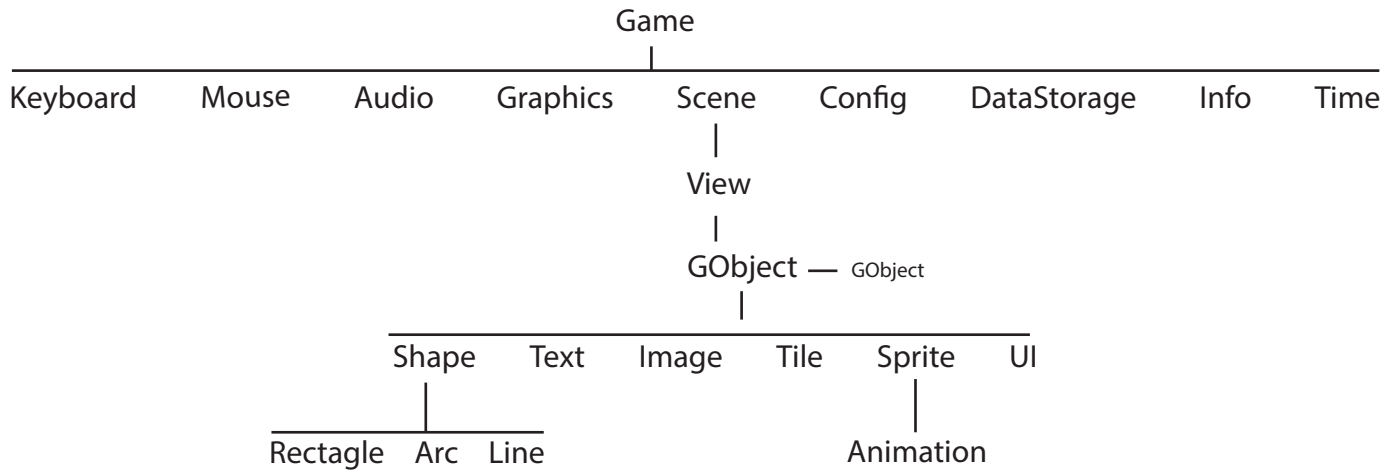 Game
Keyboard Mouse Audio Graphics Scene Config DataStorage Info Time
View
GObject GObject
Shape Text Image Tile Sprite UI
Rectagle Arc Line Animation